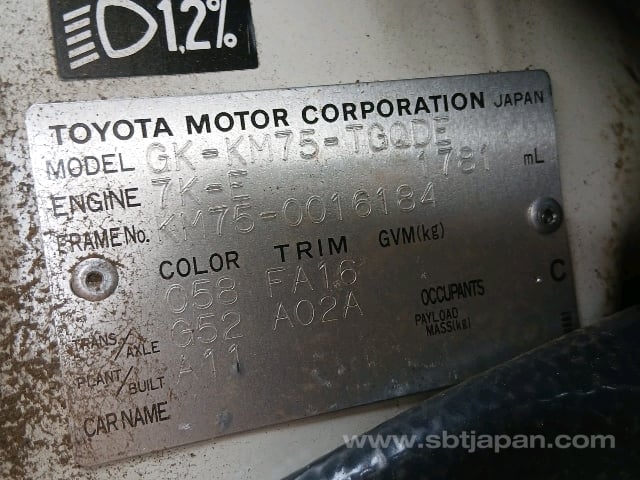 1.2%
TOYOTA MOTOR CORPORATION JAPAN
MODEL GK-KM75-TGQDE
ENGINE 7K-E 1781 mL
FRAME No. KM75-0016184
COLOR TRIM GVM(kg)
058 FA16
TRANS/AXLE G52 A02A OCCUPANTS
PLANT/BUILT A11 PAYLOAD MASS(kg)
CAR NAME
C
www.sbtjapan.com